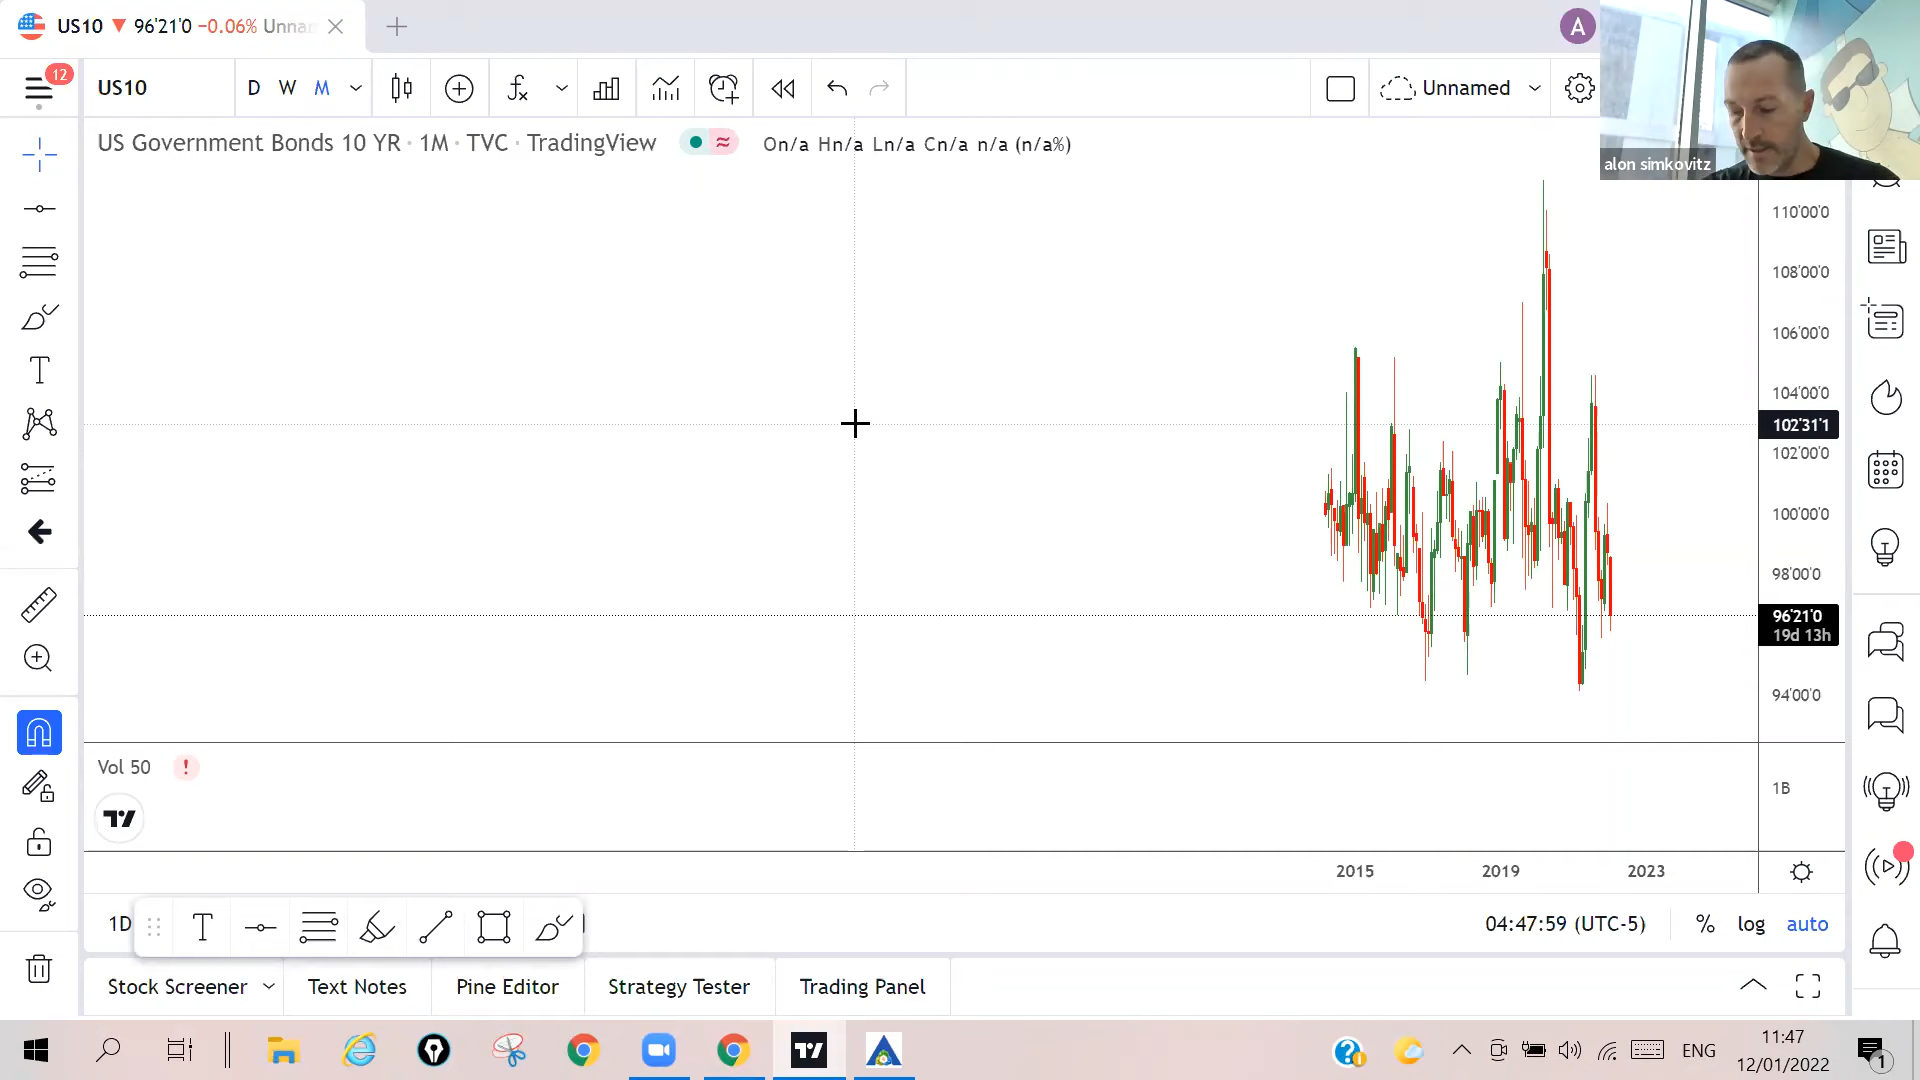 US10 ▼ 96'21'0 −0.06% Unnar
A
12
US10
D W M
Unnamed
US Government Bonds 10 YR · 1M · TVC · TradingView
On/a Hn/a Ln/a Cn/a n/a (n/a%)
alon simkovitz
110'00'0
108'00'0
106'00'0
104'00'0
102'31'1
102'00'0
100'00'0
98'00'0
96'21'0
19d 13h
94'00'0
Vol 50
1B
2015 2019 2023
1D
04:47:59 (UTC-5) % log auto
Stock Screener Text Notes Pine Editor Strategy Tester Trading Panel
ENG
11:47
12/01/2022
1